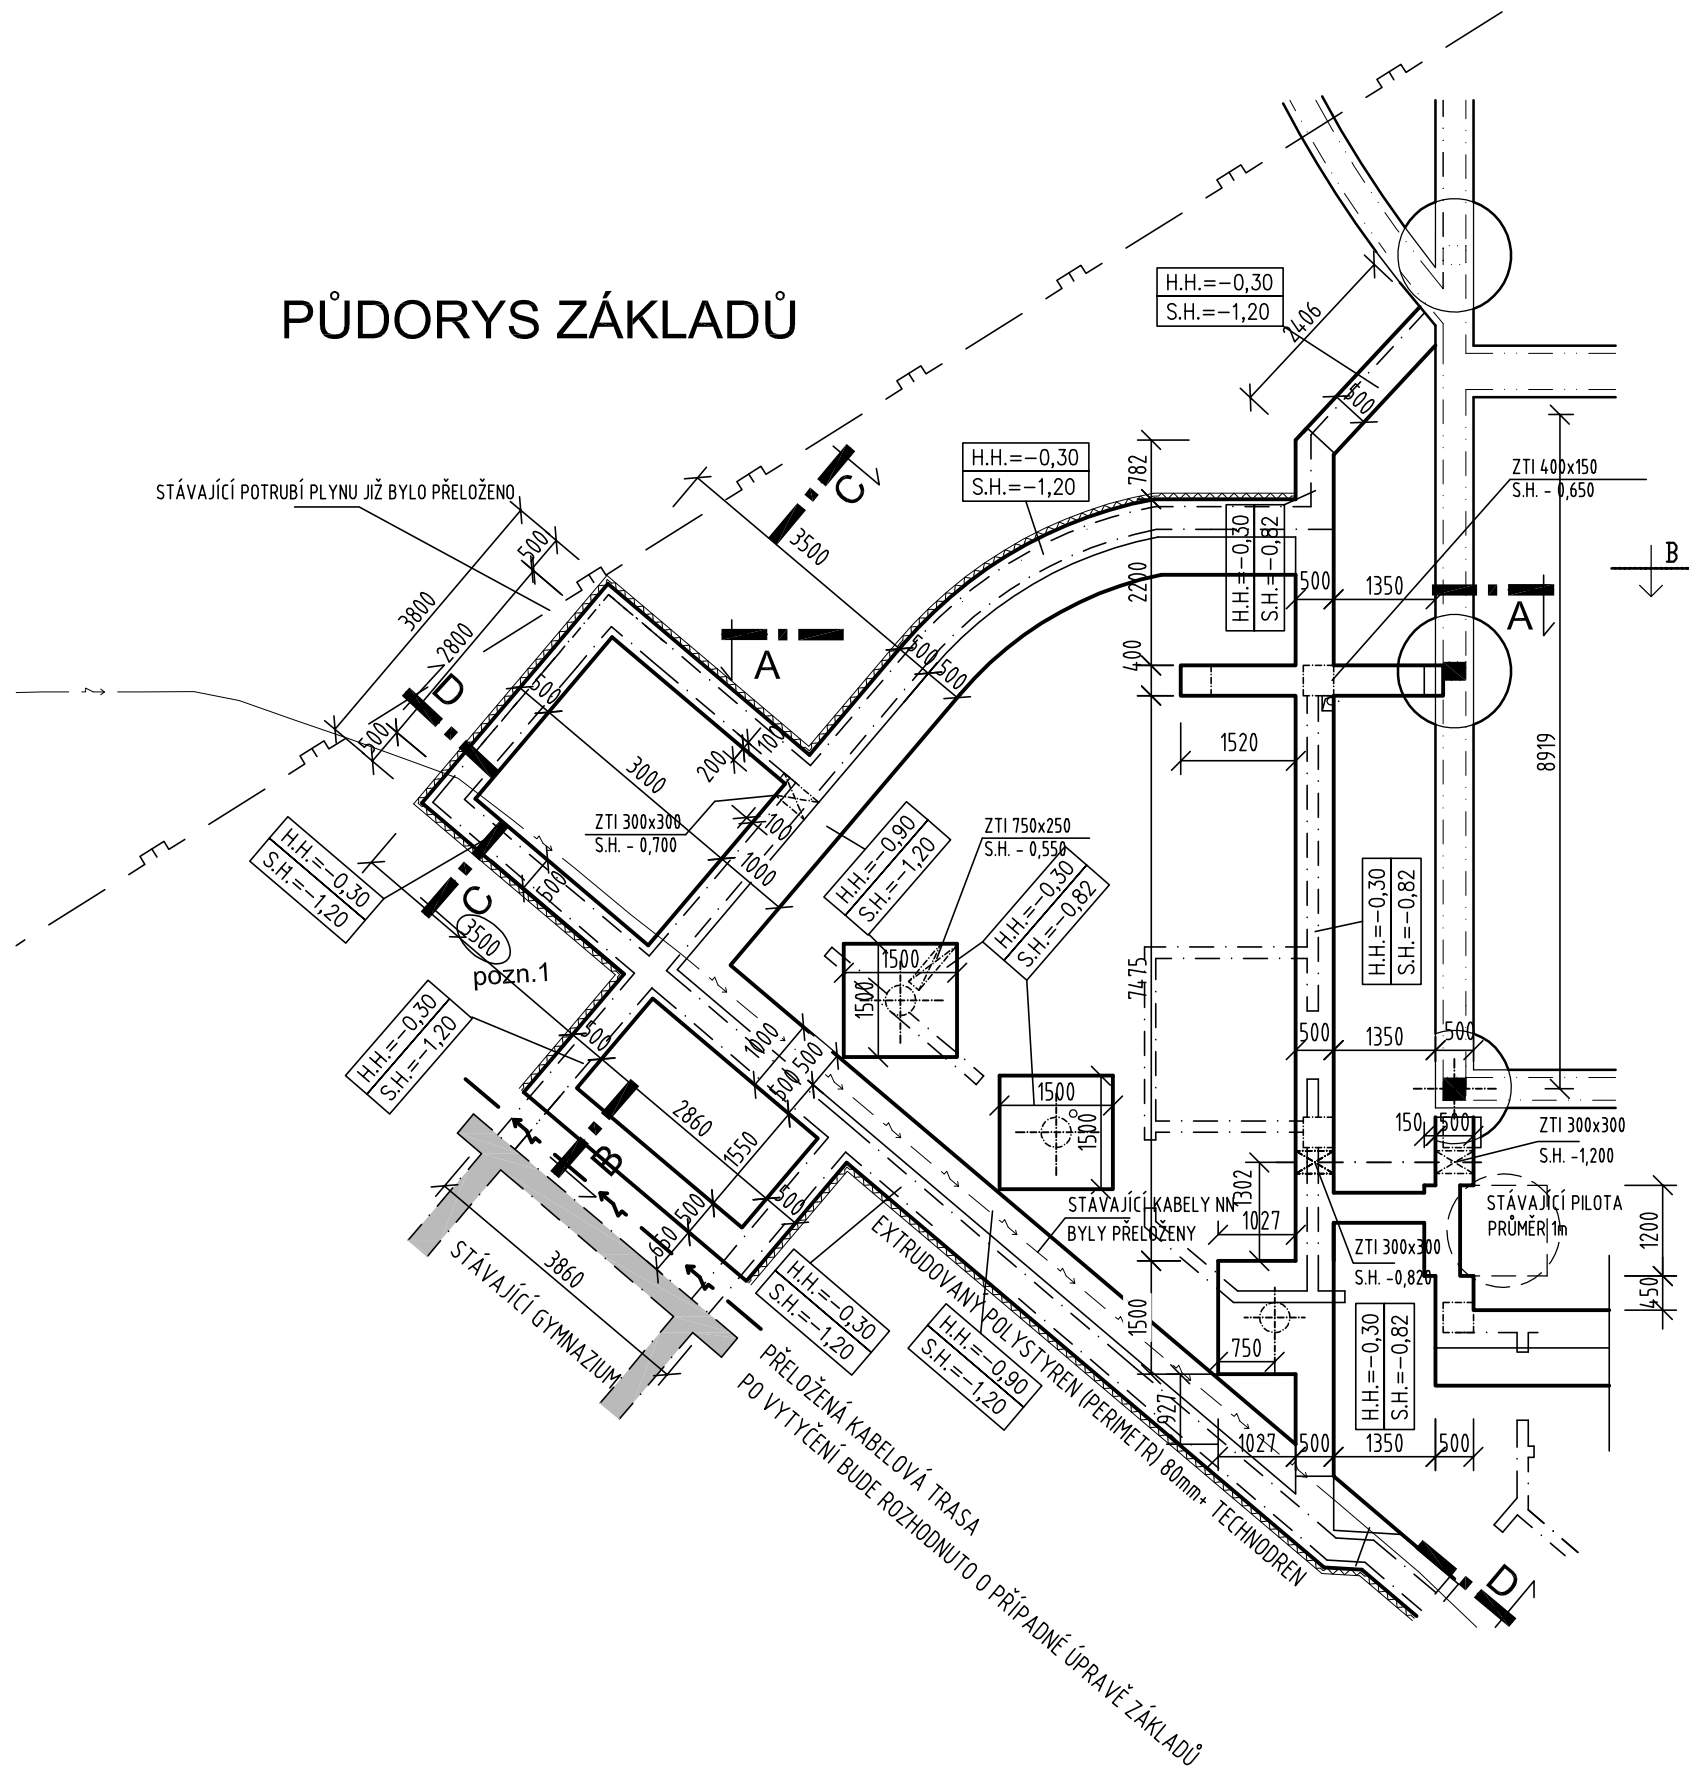 PŮDORYS ZÁKLADŮ
H.H.=-0,30
S.H.=-1,20
2406
500
H.H.=-0,30
S.H.=-1,20
782
ZTI 400x150
S.H. - 0,650
STÁVAJÍCÍ POTRUBÍ PLYNU JIŽ BYLO PŘELOŽENO
C
3500
500
3800
2800
500
H.H.=-0,30
S.H.=-0,82
2200
500
1350
B
A
A
400
500
500
D
500
3000
200
100
1520
8919
ZTI 300x300
S.H. - 0,700
100
1000
H.H.=-0,90
S.H.=-1,20
ZTI 750x250
S.H. - 0,550
H.H.=-0,30
S.H.=-0,82
H.H.=-0,30
S.H.=-1,20
C
500
3500
pozn.1
H.H.=-0,30
S.H.=-0,82
1500
1500
7475
H.H.=-0,30
S.H.=-1,20
500
1000
500
500
500
1350
500
1500
1500
2860
1550
B
150
500
ZTI 300x300
S.H. -1,200
1302
1027
STÁVAJÍCÍ KABELY NN
BYLY PŘELOŽENY
STÁVAJÍCÍ PILOTA
PRŮMĚR 1m
1200
450
ZTI 300x300
S.H. -0,820
500
500
650
3860
STÁVAJÍCÍ GYMNAZIUM
H.H.=-0,30
S.H.=-1,20
H.H.=-0,90
S.H.=-1,20
EXTRUDOVANÝ POLYSTYREN (PERIMETR) 80mm+ TECHNODREN
1500
750
H.H.=-0,30
S.H.=-0,82
927
1027
500
1350
500
PŘELOŽENÁ KABELOVÁ TRASA
PO VYTYČENÍ BUDE ROZHODNUTO O PŘÍPADNÉ ÚPRAVĚ ZÁKLADŮ
D